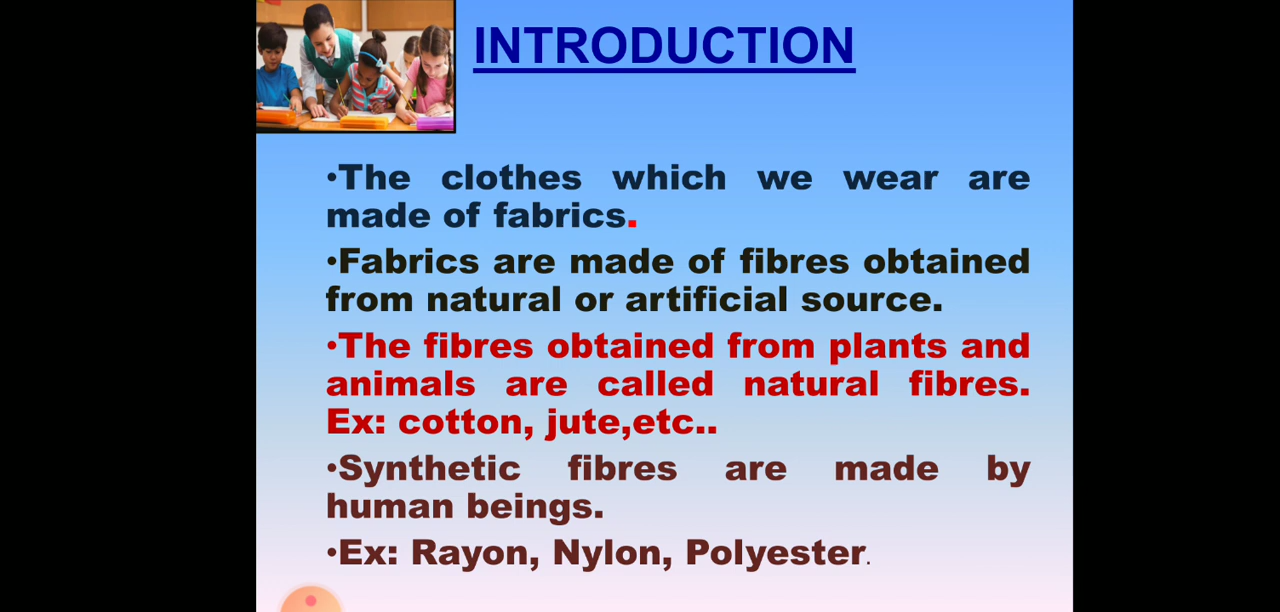 INTRODUCTION
•The clothes which we wear are
made of fabrics.
•Fabrics are made of fibres obtained
from natural or artificial source.
•The fibres obtained from plants and
animals are called natural fibres.
Ex: cotton, jute,etc..
•Synthetic fibres are made by
human beings.
•Ex: Rayon, Nylon, Polyester.